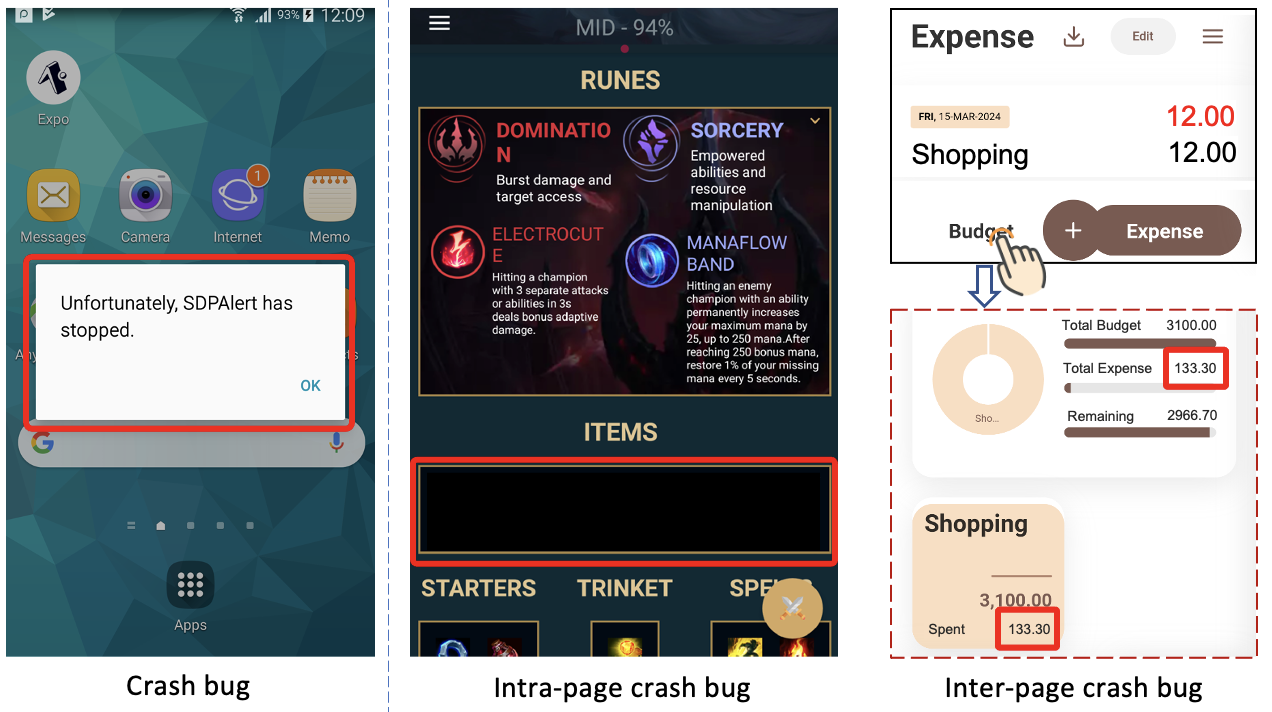 93% 12:09
Expo
1
Messages
Camera
Internet
Memo
Unfortunately, SDPAlert has
stopped.
OK
Apps
Crash bug
MID - 94%
RUNES
DOMINATIO
N
Burst damage and
target access
SORCERY
Empowered
abilities and
resource
manipulation
ELECTROCUT
E
Hitting a champion
with 3 separate attacks
or abilities in 3s
deals bonus adaptive
damage.
MANAFLOW
BAND
Hitting an enemy
champion with an ability
permanently increases
your maximum mana by
25, up to 250 mana.After
reaching 250 bonus mana,
restore 1% of your missing
mana every 5 seconds.
ITEMS
STARTERS
TRINKET
Intra-page crash bug
Expense
Edit
FRI, 15-MAR-2024
12.00
Shopping
12.00
Budget
+
Expense
Total Budget 3100.00
Total Expense 133.30
Remaining 2966.70
Sho...
Shopping
3,100.00
Spent 133.30
Inter-page crash bug